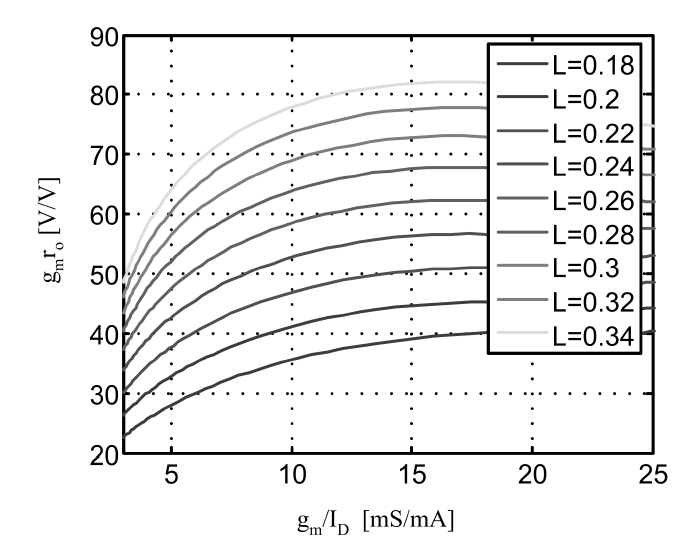 90
80
70
60
50
40
30
20
g_m r_o [V/V]
L=0.18
L=0.2
L=0.22
L=0.24
L=0.26
L=0.28
L=0.3
L=0.32
L=0.34
5 10 15 20 25
g_m/I_D [mS/mA]